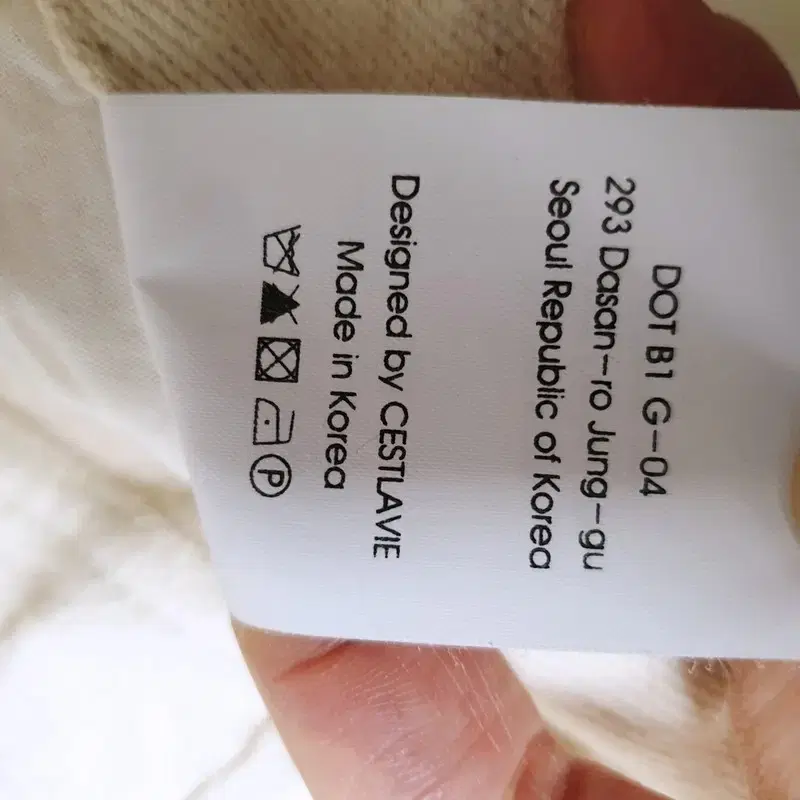 DOT B1 G-04
293 Dasan-ro Jung-gu
Seoul Republic of Korea
Designed by CESTLAVIE
Made in Korea
P